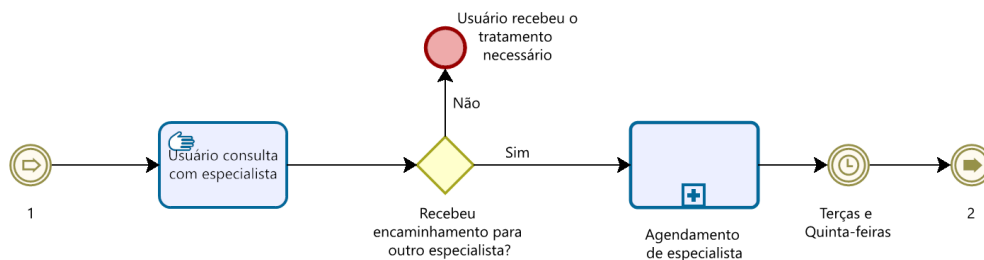 Usuário recebeu o
tratamento
necessário
Não
Usuário consulta
com especialista
Sim
1
Recebeu
encaminhamento para
outro especialista?
Agendamento
de especialista
Terças e
Quinta-feiras
2